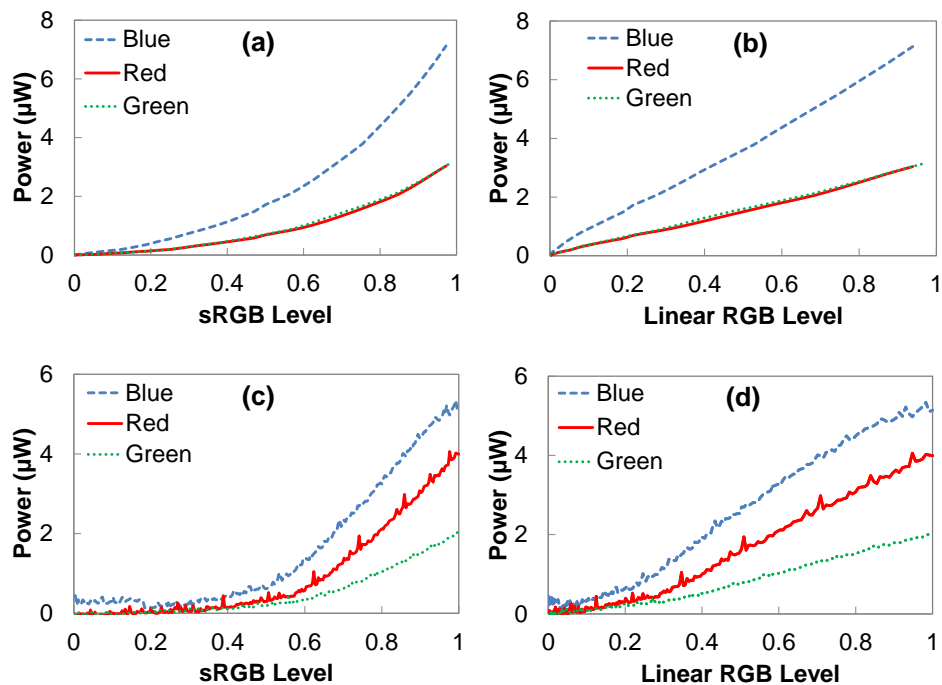 8
6
4
2
0
Power (µW)
Blue
Red
Green
(a)
0 0.2 0.4 0.6 0.8 1
sRGB Level
8
6
4
2
0
Power (µW)
Blue
Red
Green
(b)
0 0.2 0.4 0.6 0.8 1
Linear RGB Level
6
4
2
0
Power (µW)
Blue
Red
Green
(c)
0 0.2 0.4 0.6 0.8 1
sRGB Level
6
4
2
0
Power (µW)
Blue
Red
Green
(d)
0 0.2 0.4 0.6 0.8 1
Linear RGB Level